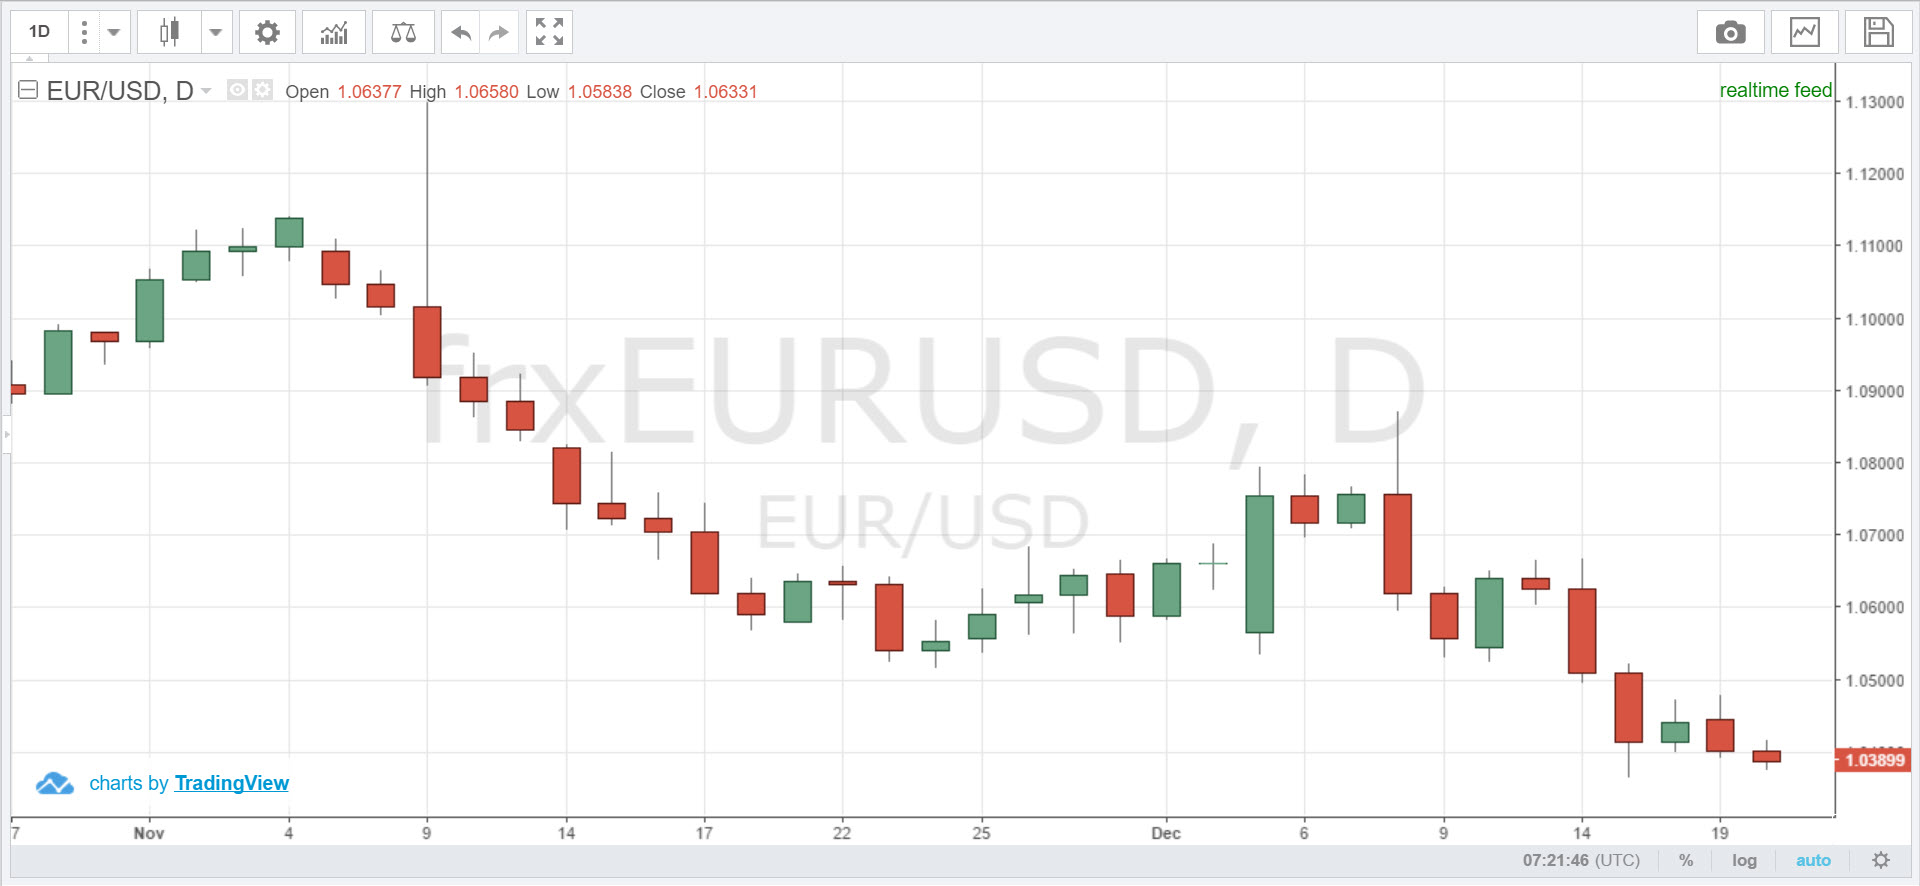 1D
EUR/USD, D Open 1.06377 High 1.06580 Low 1.05838 Close 1.06331
realtime feed
1.13000
1.12000
1.11000
1.10000
1.09000
1.08000
1.07000
1.06000
1.05000
1.03899
frxEURUSD, D
EUR/USD
charts by TradingView
7 Nov 4 9 14 17 22 25 Dec 6 9 14 19
07:21:46 (UTC) % log auto